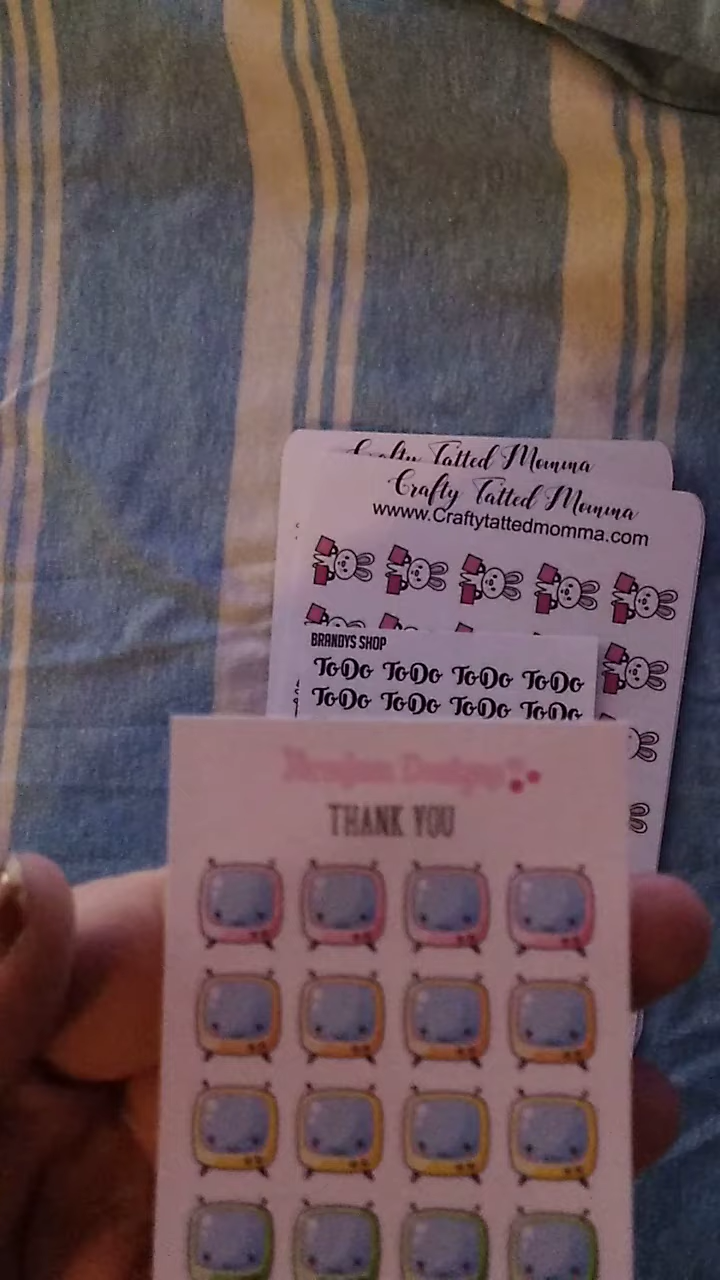 Crafty Tatted Momma
Crafty Tatted Momma
www.Craftytattedmomma.com
BRANDYS SHOP
ToDo ToDo ToDo ToDo
ToDo ToDo ToDo ToDo
Designs
THANK YOU